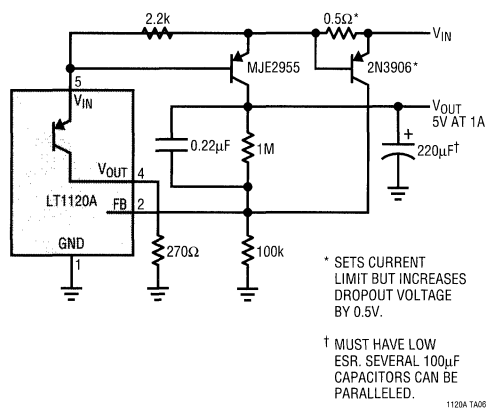 2.2k
0.5Ω*
VIN
MJE2955
2N3906*
5
VIN
VOUT
5V AT 1A
0.22μF
1M
+
220μF†
VOUT
4
LT1120A
FB
2
GND
1
270Ω
100k
* SETS CURRENT
LIMIT BUT INCREASES
DROPOUT VOLTAGE
BY 0.5V.
† MUST HAVE LOW
ESR. SEVERAL 100μF
CAPACITORS CAN BE
PARALLELED.
1120A TA06